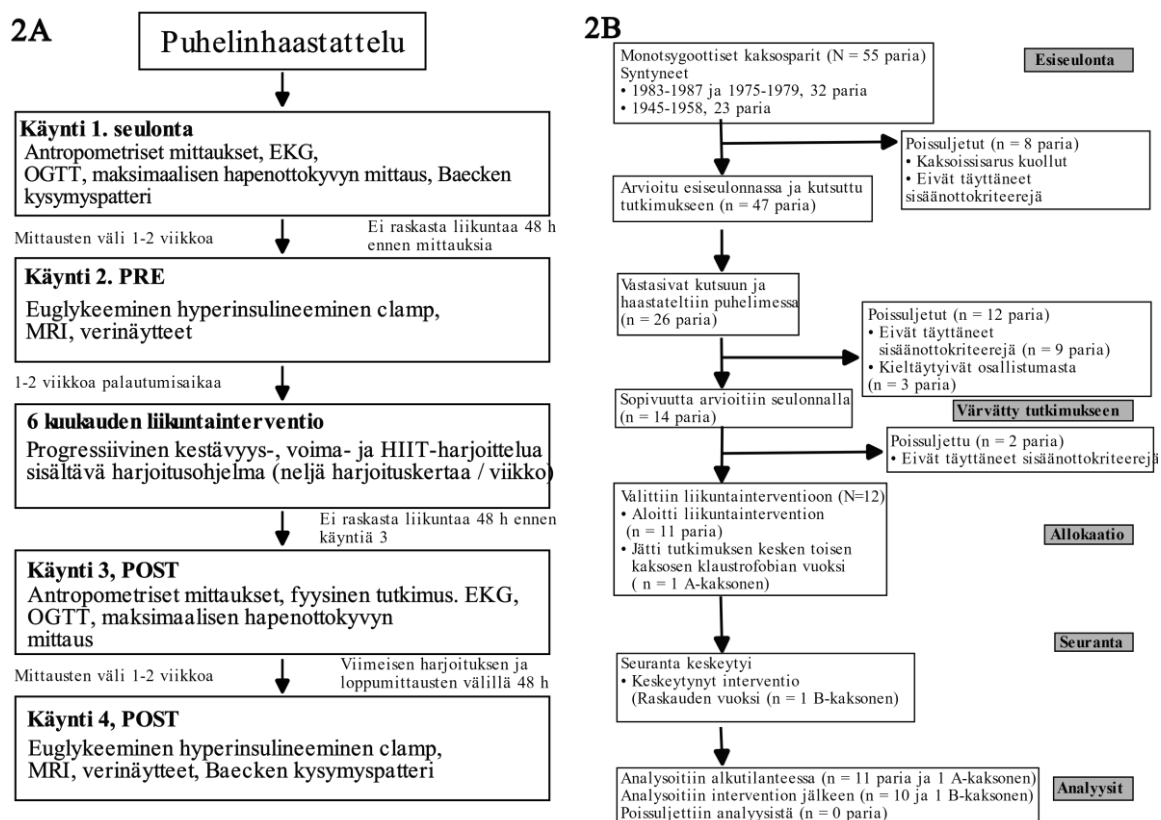 2A
Puhelinhaastattelu
Käynti 1. seulonta
Antropometriset mittaukset, EKG,
OGTT, maksimaalisen hapenottokyvyn mittaus, Baecken
kysymyspatteri
Mittausten väli 1-2 viikkoa
Ei raskasta liikuntaa 48 h
ennen mittauksia
Käynti 2. PRE
Euglykeeminen hyperinsulineeminen clamp,
MRI, verinäytteet
1-2 viikkoa palautumisaikaa
6 kuukauden liikuntainterventio
Progressiivinen kestävyys-, voima- ja HIIT-harjoittelua
sisältävä harjoitusohjelma (neljä harjoituskertaa / viikko)
Ei raskasta liikuntaa 48 h ennen
käyntiä 3
Käynti 3, POST
Antropometriset mittaukset, fyysinen tutkimus. EKG,
OGTT, maksimaalisen hapenottokyvyn
mittaus
Mittausten väli 1-2 viikkoa
Viimeisen harjoituksen ja
loppumittausten välillä 48 h
Käynti 4, POST
Euglykeeminen hyperinsulineeminen clamp,
MRI, verinäytteet, Baecken kysymyspatteri
2B
Esiseulonta
Monotsygoottiset kaksosparit (N = 55 paria)
Syntyneet
• 1983-1987 ja 1975-1979, 32 paria
• 1945-1958, 23 paria
Poissuljetut (n = 8 paria)
• Kaksoissisarus kuollut
• Eivät täyttäneet
sisäänottokriteerejä
Arvioitu esiseulonnassa ja kutsuttu
tutkimukseen (n = 47 paria)
Vastasivat kutsuun ja
haastateltiin puhelimessa
(n = 26 paria)
Poissuljetut (n = 12 paria)
• Eivät täyttäneet
sisäänottokriteerejä (n = 9 paria)
• Kieltäytyivät osallistumasta
(n = 3 paria)
Sopivuutta arvioitiin seulonnalla
(n = 14 paria)
Värvätty tutkimukseen
Poissuljettu (n = 2 paria)
• Eivät täyttäneet sisäänottokriteerejä
Valittiin liikuntainterventioon (N=12)
• Aloitti liikuntaintervention
(n = 11 paria)
• Jätti tutkimuksen kesken toisen
kaksosen klaustrofobian vuoksi
( n = 1 A-kaksonen)
Allokaatio
Seuranta
Seuranta keskeytyi
• Keskeytynyt interventio
(Raskauden vuoksi (n = 1 B-kaksonen)
Analysoitiin alkutilanteessa (n = 11 paria ja 1 A-kaksonen)
Analysoitiin intervention jälkeen (n = 10 ja 1 B-kaksonen)
Poissuljettiin analyysistä (n = 0 paria)
Analyysit